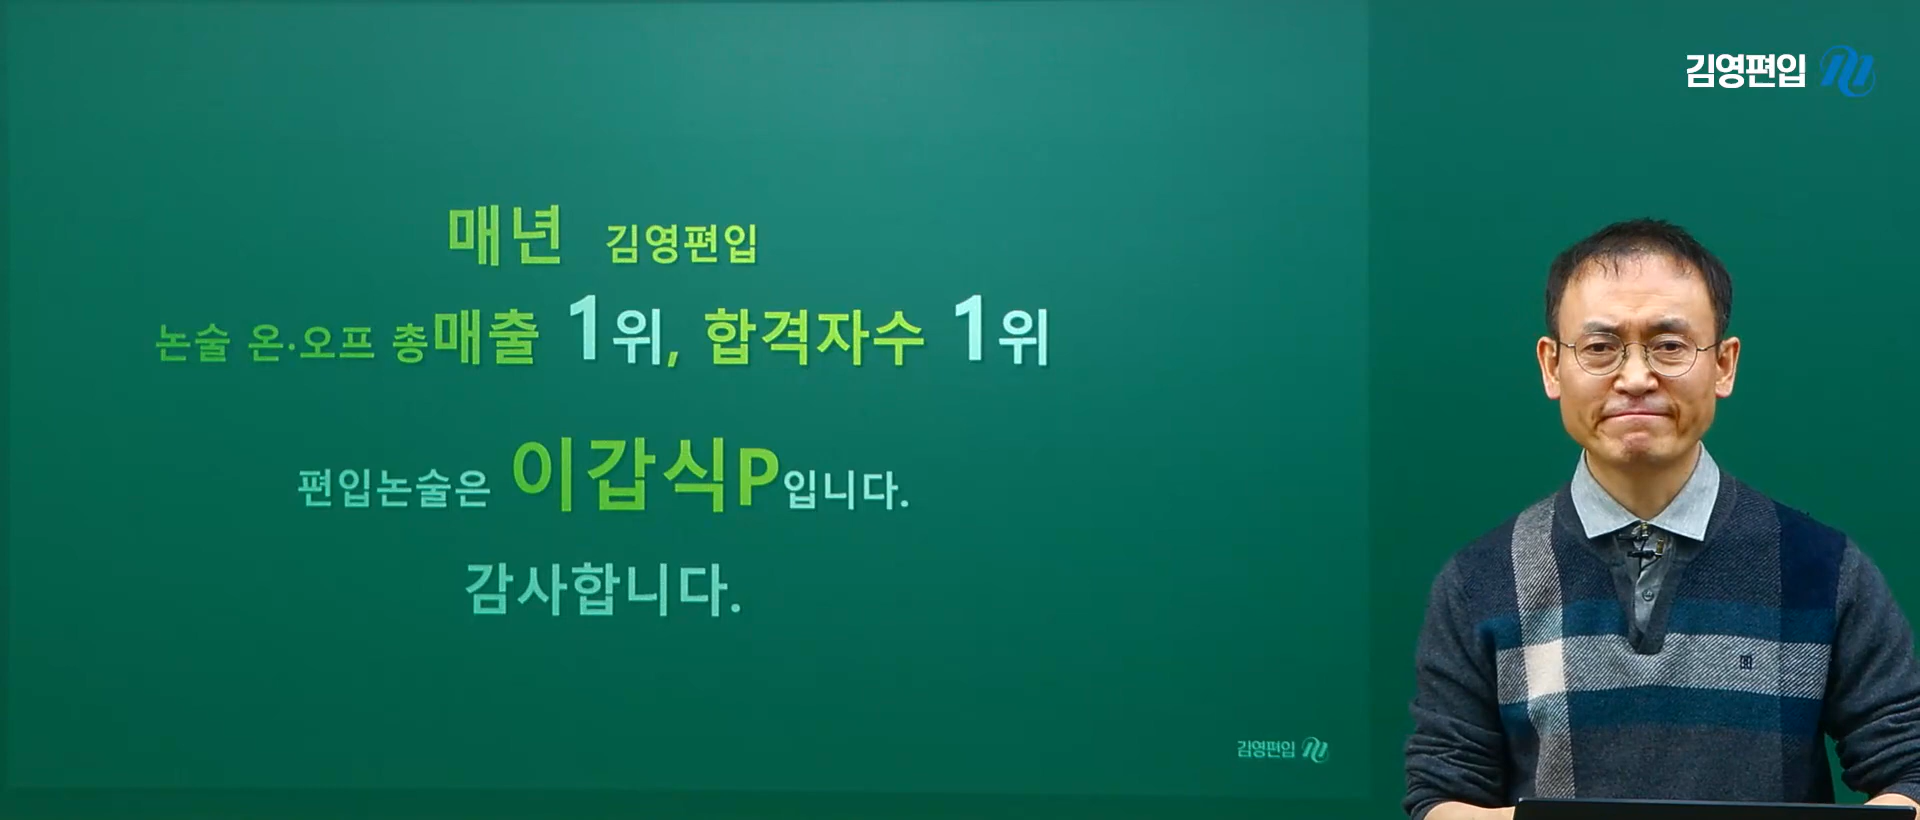 김영편입
매년 김영편입
논술 온·오프 총매출 1위, 합격자수 1위
편입논술은 이갑식P입니다.
감사합니다.
김영편입